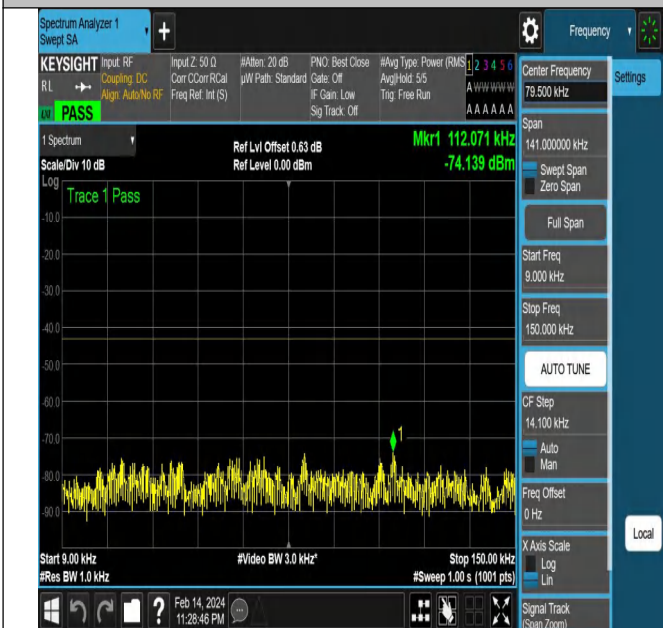 Spectrum Analyzer 1
Swept SA
+
Frequency
KEYSIGHT
RL
LXI
PASS
Input: RF
Coupling: DC
Align: Auto/No RF
Input Z: 50 Ω
Corr CCorr RCal
Freq Ref: Int (S)
#Atten: 20 dB
µW Path: Standard
PNO: Best Close
Gate: Off
IF Gain: Low
Sig Track: Off
#Avg Type: Power (RMS
Avg|Hold: 5/5
Trig: Free Run
1 2 3 4 5 6
A W W W W W
A A A A A A
1 Spectrum
Scale/Div 10 dB
Ref Lvl Offset 0.63 dB
Ref Level 0.00 dBm
Mkr1 112.071 kHz
-74.139 dBm
Log
Trace 1 Pass
-10.0
-20.0
-30.0
-40.0
-50.0
-60.0
-70.0
-80.0
-90.0
1
Start 9.00 kHz
#Res BW 1.0 kHz
#Video BW 3.0 kHz*
Stop 150.00 kHz
#Sweep 1.00 s (1001 pts)
?
Feb 14, 2024
11:28:46 PM
Center Frequency
79.500 kHz
Settings
Span
141.000000 kHz
Swept Span
Zero Span
Full Span
Start Freq
9.000 kHz
Stop Freq
150.000 kHz
AUTO TUNE
CF Step
14.100 kHz
Auto
Man
Freq Offset
0 Hz
X Axis Scale
Log
Lin
Local
Signal Track
(Span Zoom)